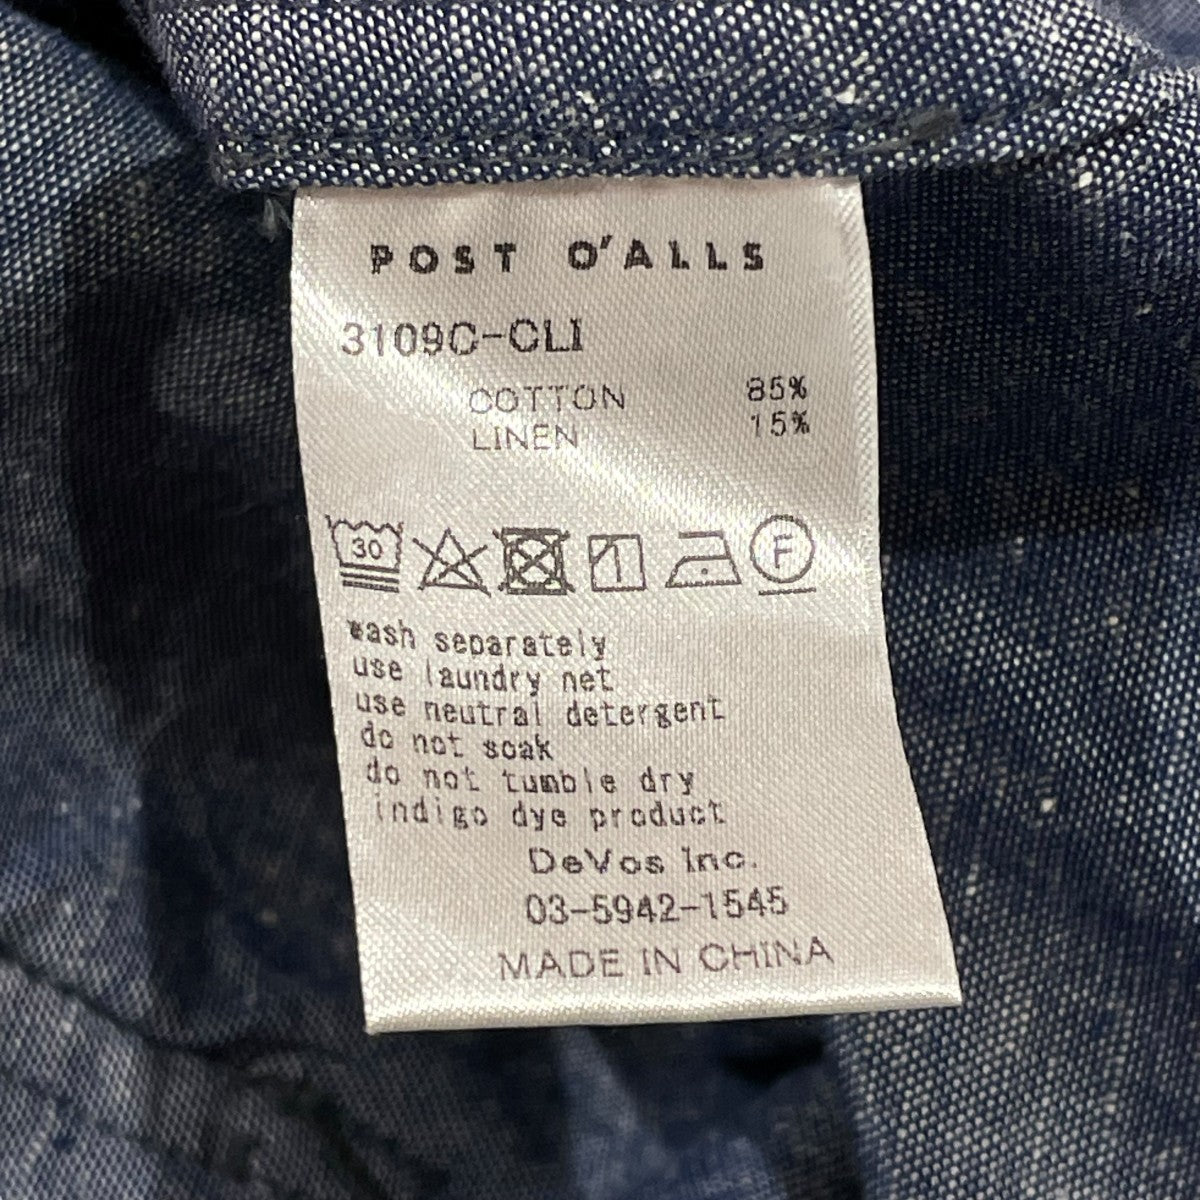 POST O'ALLS
3109C-CLI
COTTON 85%
LINEN 15%
30 F
wash separately
use laundry net
use neutral detergent
do not soak
do not tumble dry
indigo dye product
DeVos Inc.
03-5942-1545
MADE IN CHINA